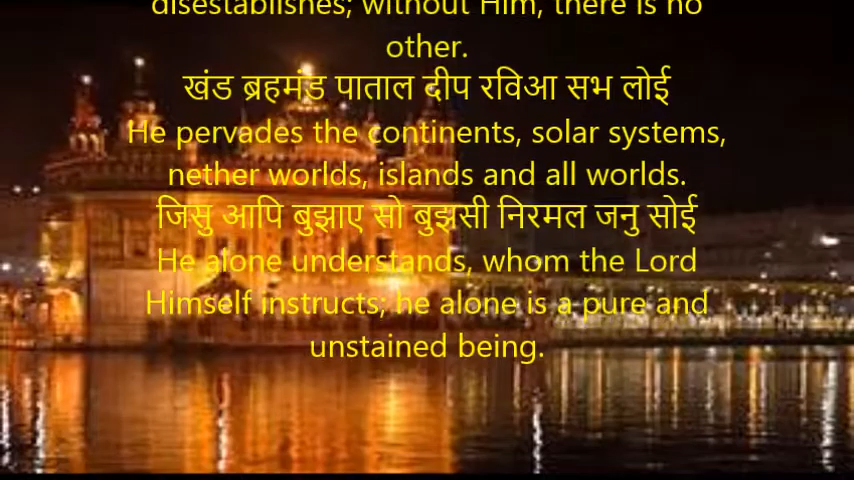 disestablishes; without Him, there is no
other.
खंड ब्रहमंड पाताल दीप रविआ सभ लोई
He pervades the continents, solar systems,
nether worlds, islands and all worlds.
जिसु आपि बुझाए सो बुझसी निरमल जनु सोई
He alone understands, whom the Lord
Himself instructs; he alone is a pure and
unstained being.